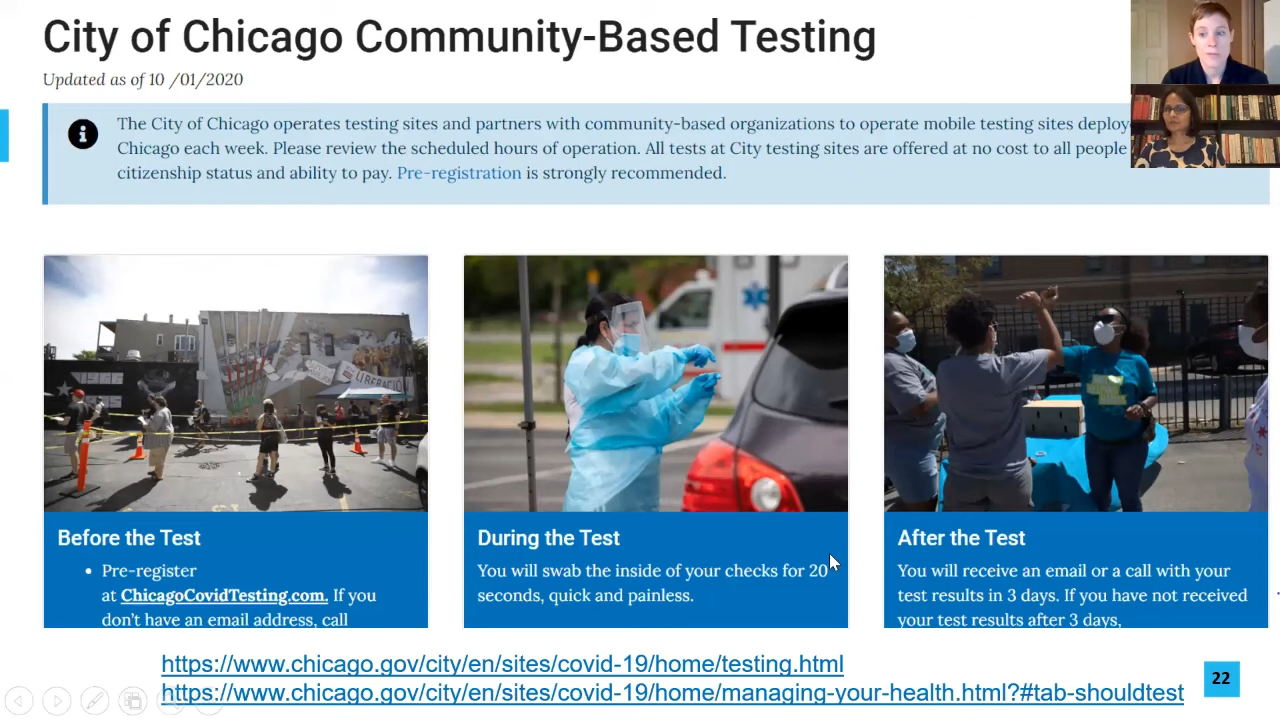 City of Chicago Community-Based Testing
Updated as of 10 /01/2020
The City of Chicago operates testing sites and partners with community-based organizations to operate mobile testing sites
Chicago each week. Please review the scheduled hours of operation. All tests at City testing sites are offered at no cost to all people
citizenship status and ability to pay. Pre-registration is strongly recommended.
LIBERACIÓN
Before the Test
• Pre-register
at ChicagoCovidTesting.com. If you
don't have an email address, call
During the Test
You will swab the inside of your checks for 20
seconds, quick and painless.
After the Test
You will receive an email or a call with your
test results in 3 days. If you have not received
your test results after 3 days,
https://www.chicago.gov/city/en/sites/covid-19/home/testing.html
https://www.chicago.gov/city/en/sites/covid-19/home/managing-your-health.html?#tab-shouldtest
22